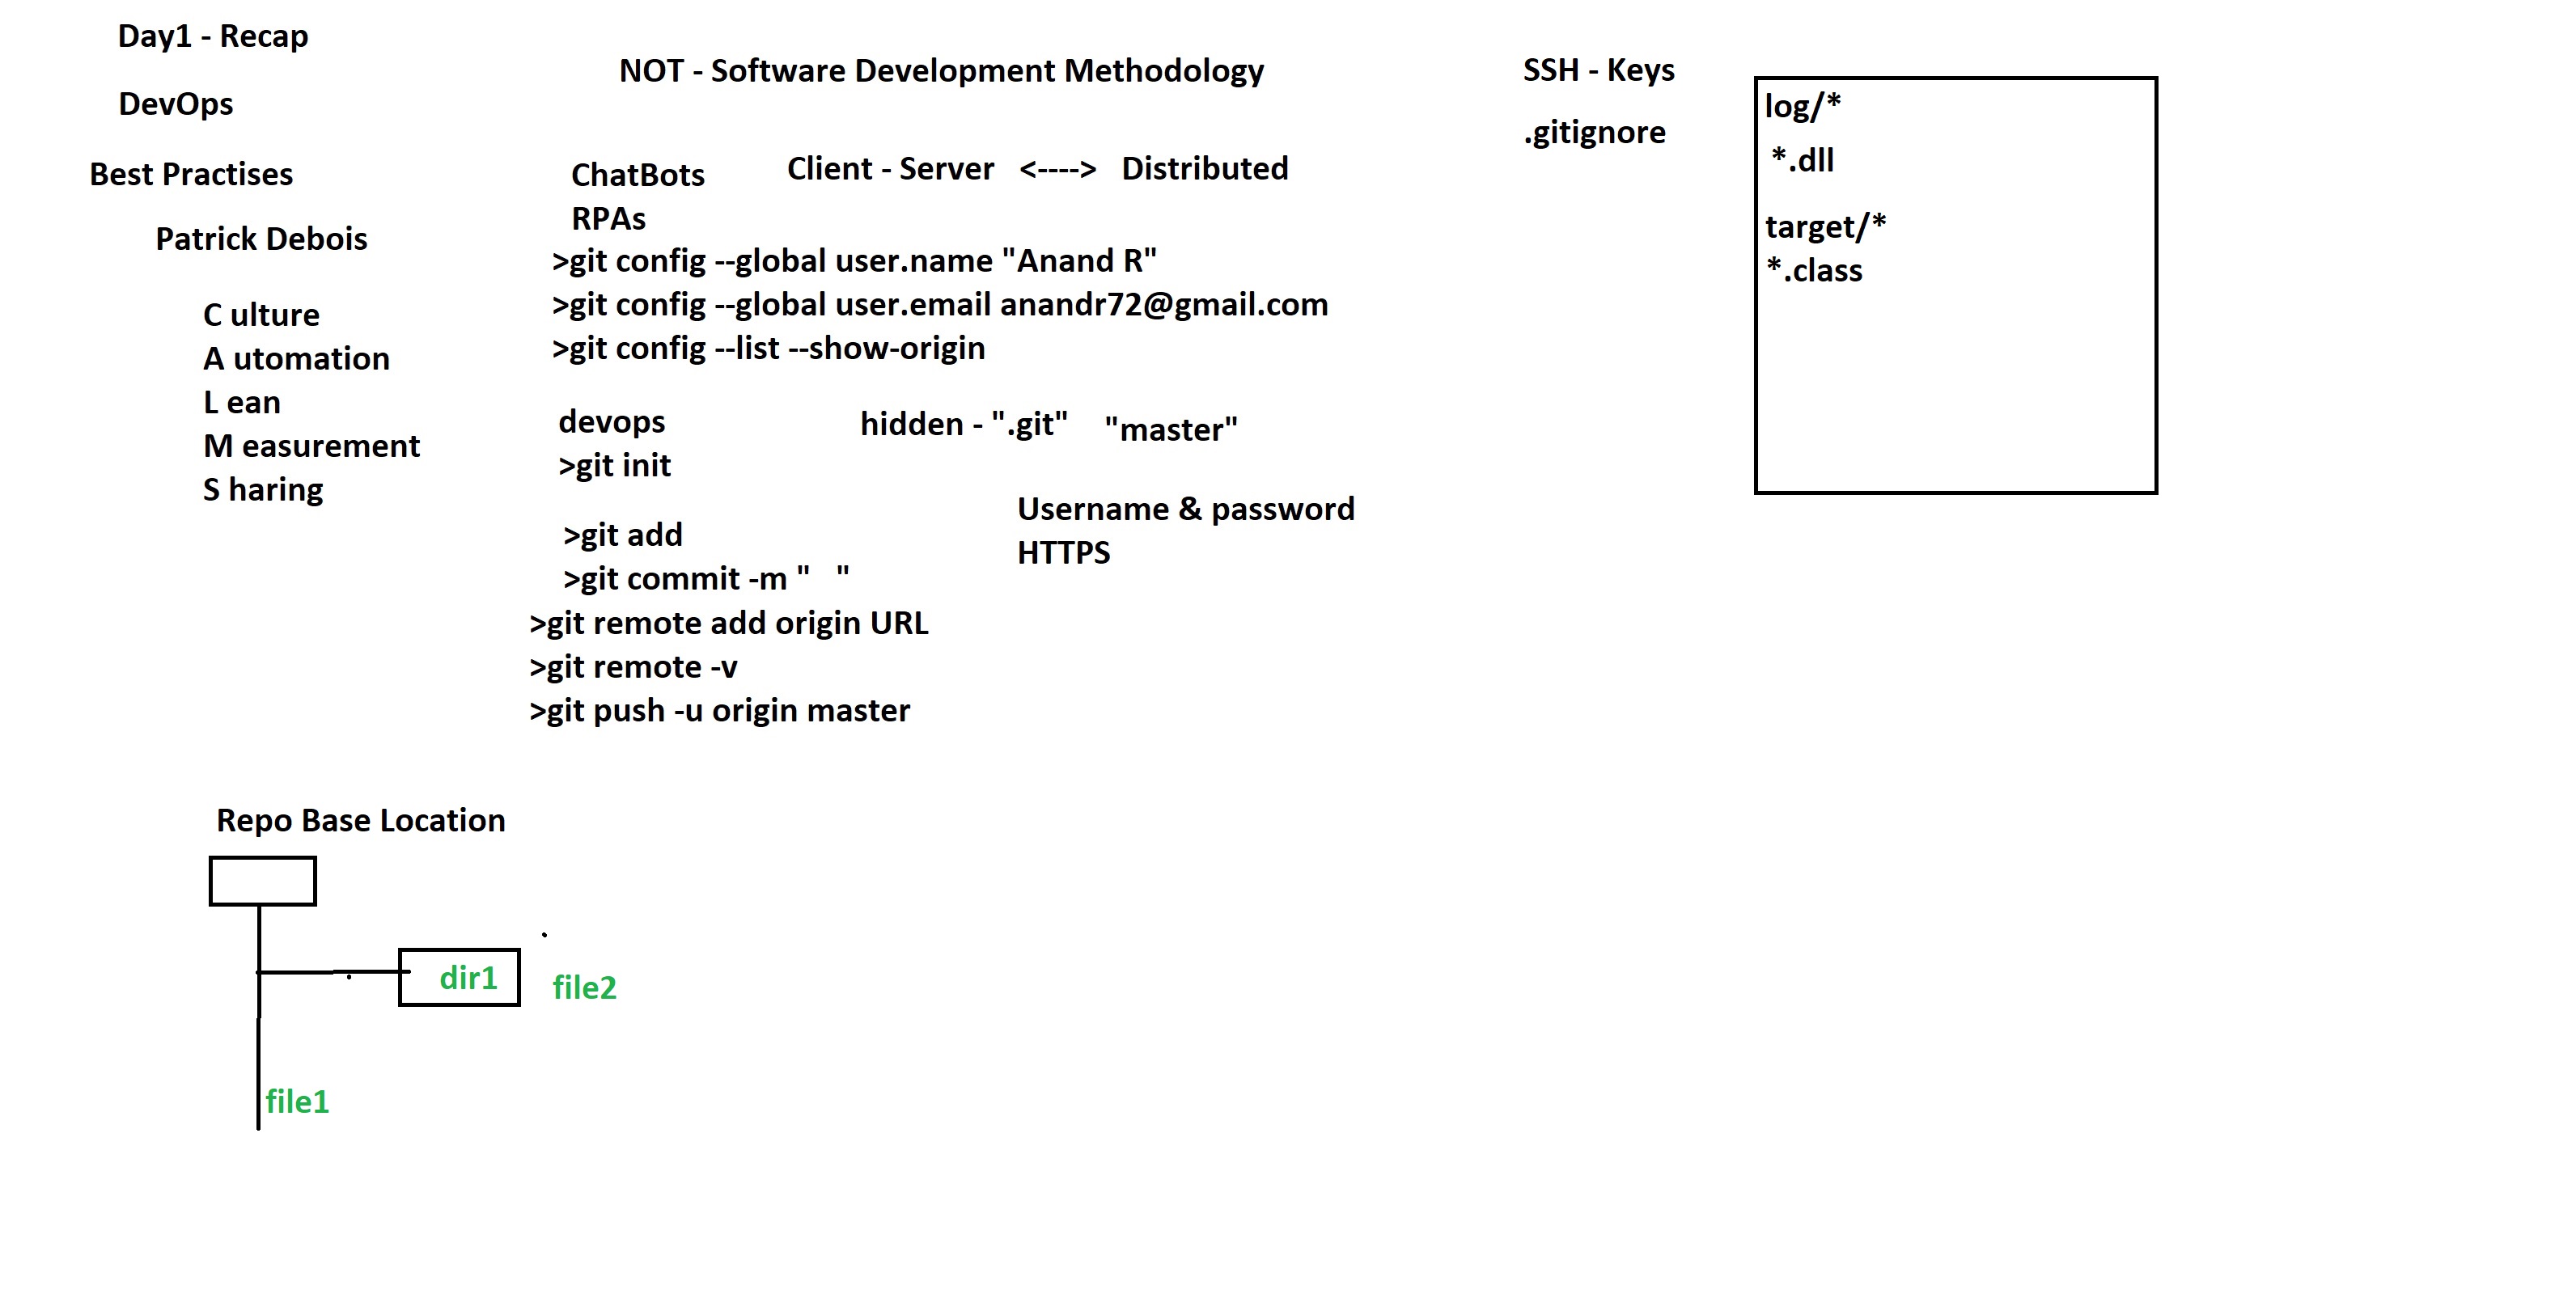 Day1 - Recap
DevOps
Best Practises
Patrick Debois
C ulture
A utomation
L ean
M easurement
S haring
NOT - Software Development Methodology
ChatBots
RPAs
Client - Server <----> Distributed
>git config --global user.name "Anand R"
>git config --global user.email anandr72@gmail.com
>git config --list --show-origin
devops
>git init
hidden - ".git" "master"
>git add
>git commit -m "   "
Username & password
HTTPS
>git remote add origin URL
>git remote -v
>git push -u origin master
SSH - Keys
.gitignore
log/*
*.dll
target/*
*.class
Repo Base Location
dir1
file2
file1